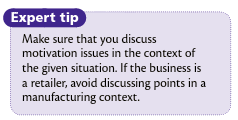 Expert tip
Make sure that you discuss
motivation issues in the context of
the given situation. If the business is
a retailer, avoid discussing points in a
manufacturing context.